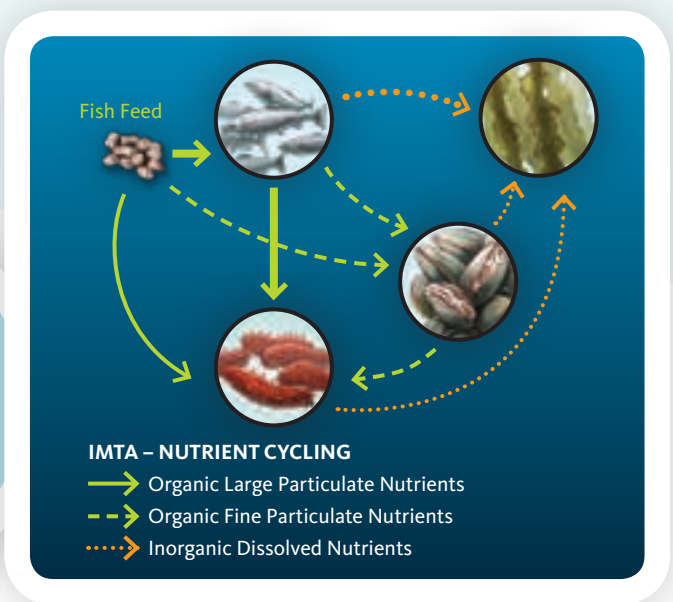 Fish Feed
IMTA – NUTRIENT CYCLING
Organic Large Particulate Nutrients
Organic Fine Particulate Nutrients
Inorganic Dissolved Nutrients